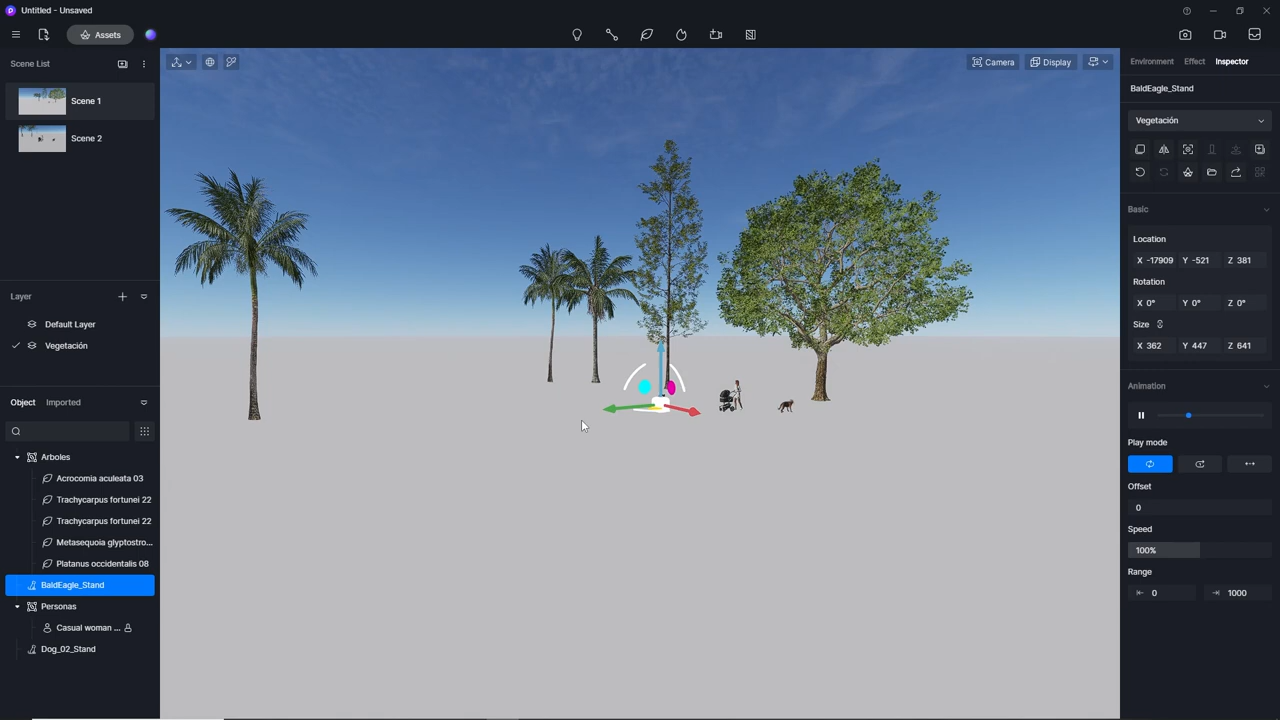 Untitled - Unsaved
Assets
Scene List
Scene 1
Scene 2
Layer
Default Layer
Vegetación
Object Imported
Arboles
Acrocomia aculeata 03
Trachycarpus fortunei 22
Trachycarpus fortunei 22
Metasequoia glyptostro...
Platanus occidentalis 08
BaldEagle_Stand
Personas
Casual woman ...
Dog_02_Stand
Camera Display
Environment Effect Inspector
BaldEagle_Stand
Vegetación
Basic
Location
X -17909 Y -521 Z 381
Rotation
X 0° Y 0° Z 0°
Size
X 362 Y 447 Z 641
Animation
Play mode
Offset
0
Speed
100%
Range
0 1000